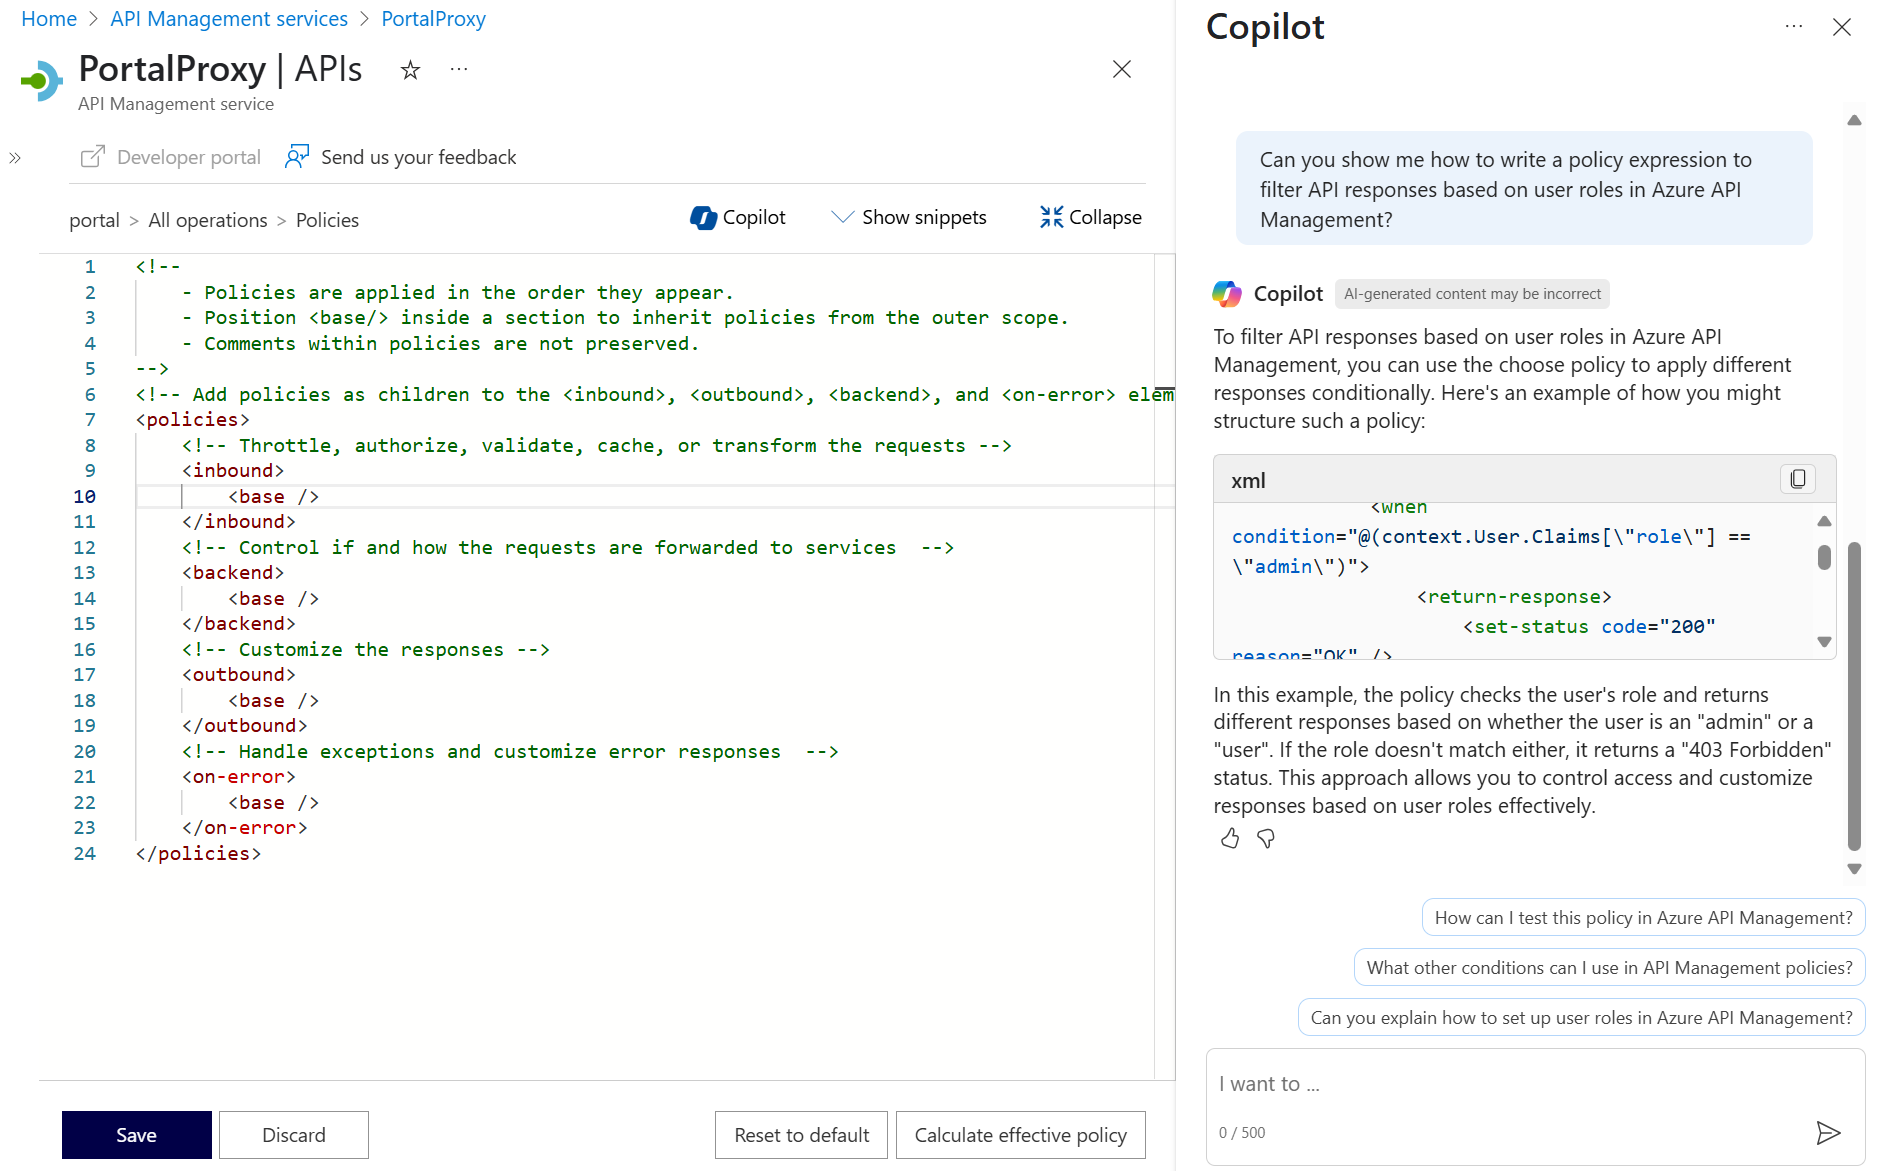 Home > API Management services > PortalProxy
PortalProxy | APIs
API Management service
Developer portal
Send us your feedback
portal > All operations > Policies
Copilot
Show snippets
Collapse
1 <!--
2     - Policies are applied in the order they appear.
3     - Position <base/> inside a section to inherit policies from the outer scope.
4     - Comments within policies are not preserved.
5 -->
6 <!-- Add policies as children to the <inbound>, <outbound>, <backend>, and <on-error> elem
7 <policies>
8     <!-- Throttle, authorize, validate, cache, or transform the requests -->
9     <inbound>
10         <base />
11     </inbound>
12     <!-- Control if and how the requests are forwarded to services  -->
13     <backend>
14         <base />
15     </backend>
16     <!-- Customize the responses -->
17     <outbound>
18         <base />
19     </outbound>
20     <!-- Handle exceptions and customize error responses  -->
21     <on-error>
22         <base />
23     </on-error>
24 </policies>
Save
Discard
Reset to default
Calculate effective policy
Copilot
Can you show me how to write a policy expression to
filter API responses based on user roles in Azure API
Management?
Copilot
AI-generated content may be incorrect
To filter API responses based on user roles in Azure API
Management, you can use the choose policy to apply different
responses conditionally. Here's an example of how you might
structure such a policy:
xml
<when
condition="@(context.User.Claims[\"role\"] ==
\"admin\")">
<return-response>
<set-status code="200"
reason="OK" />
In this example, the policy checks the user's role and returns
different responses based on whether the user is an "admin" or a
"user". If the role doesn't match either, it returns a "403 Forbidden"
status. This approach allows you to control access and customize
responses based on user roles effectively.
How can I test this policy in Azure API Management?
What other conditions can I use in API Management policies?
Can you explain how to set up user roles in Azure API Management?
I want to ...
0 / 500